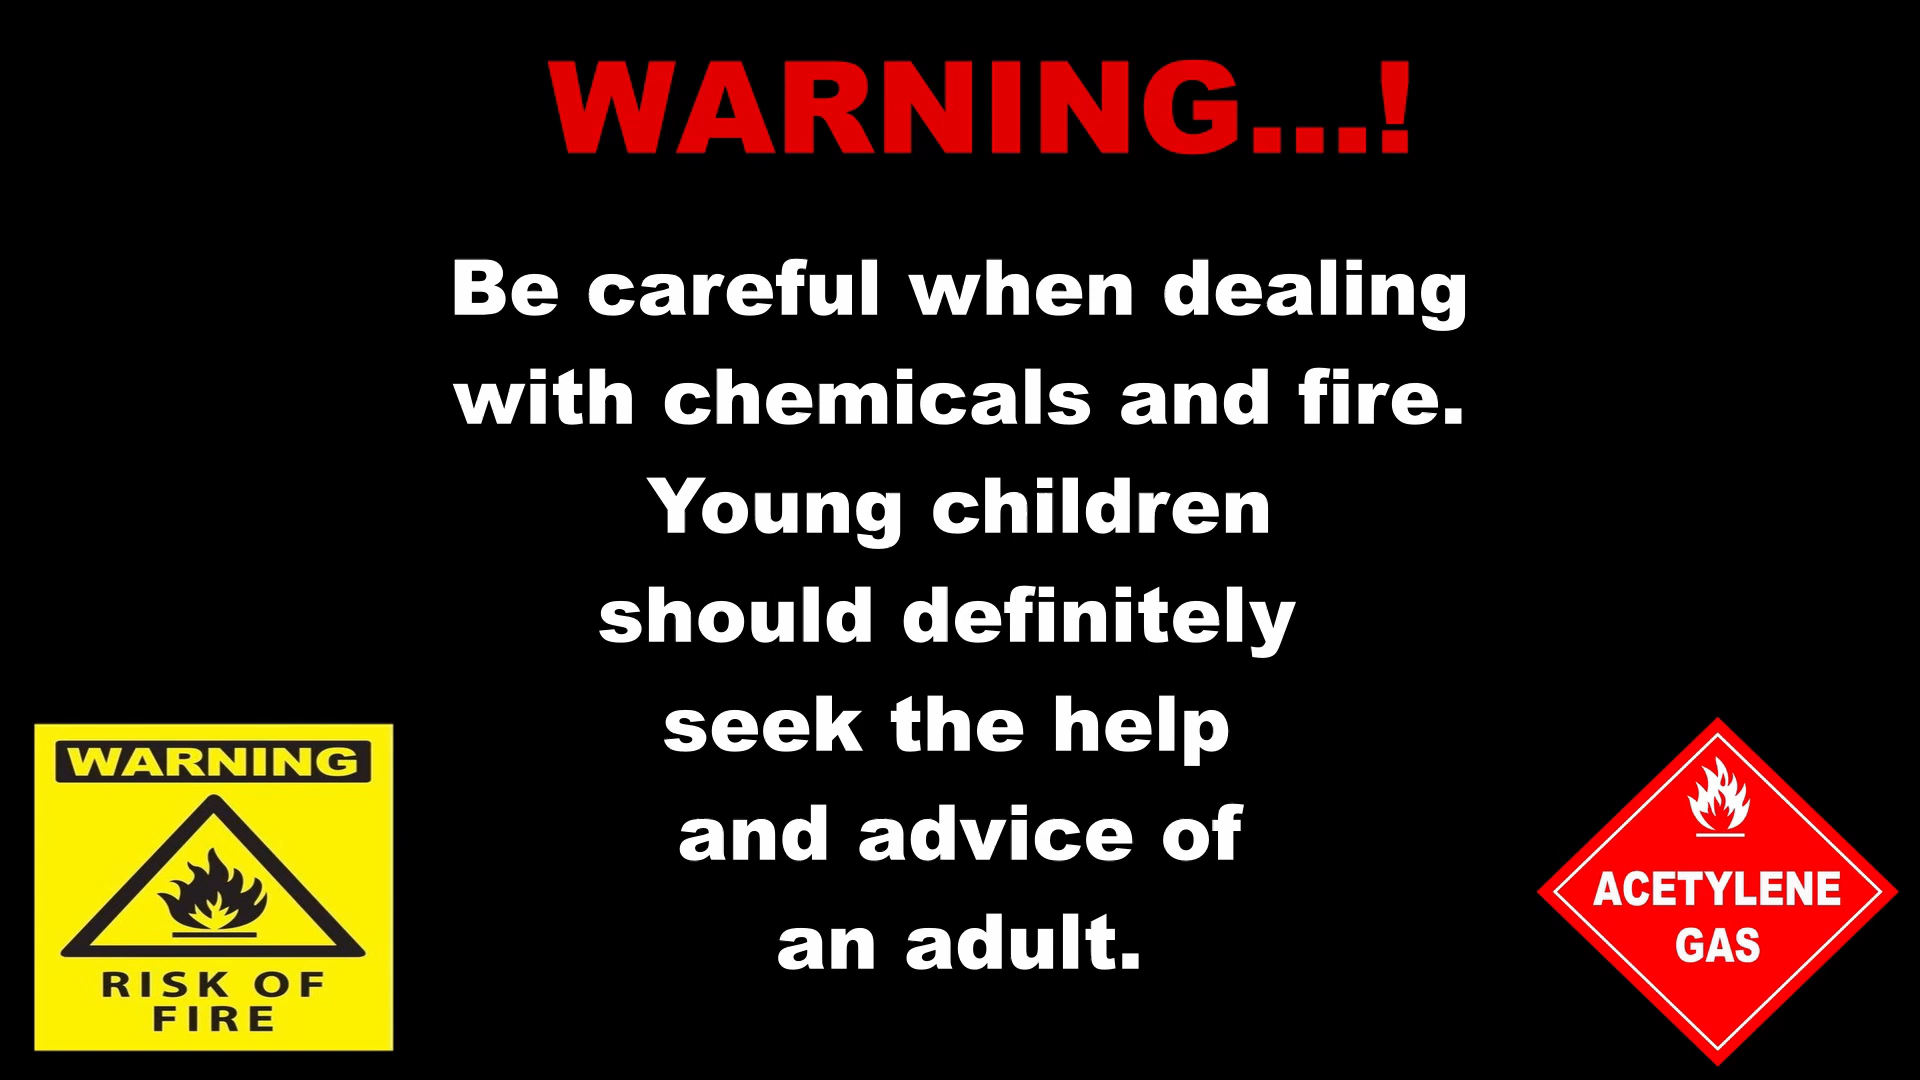 WARNING...!
Be careful when dealing
with chemicals and fire.
Young children
should definitely
seek the help
and advice of
an adult.
WARNING
RISK OF
FIRE
ACETYLENE
GAS